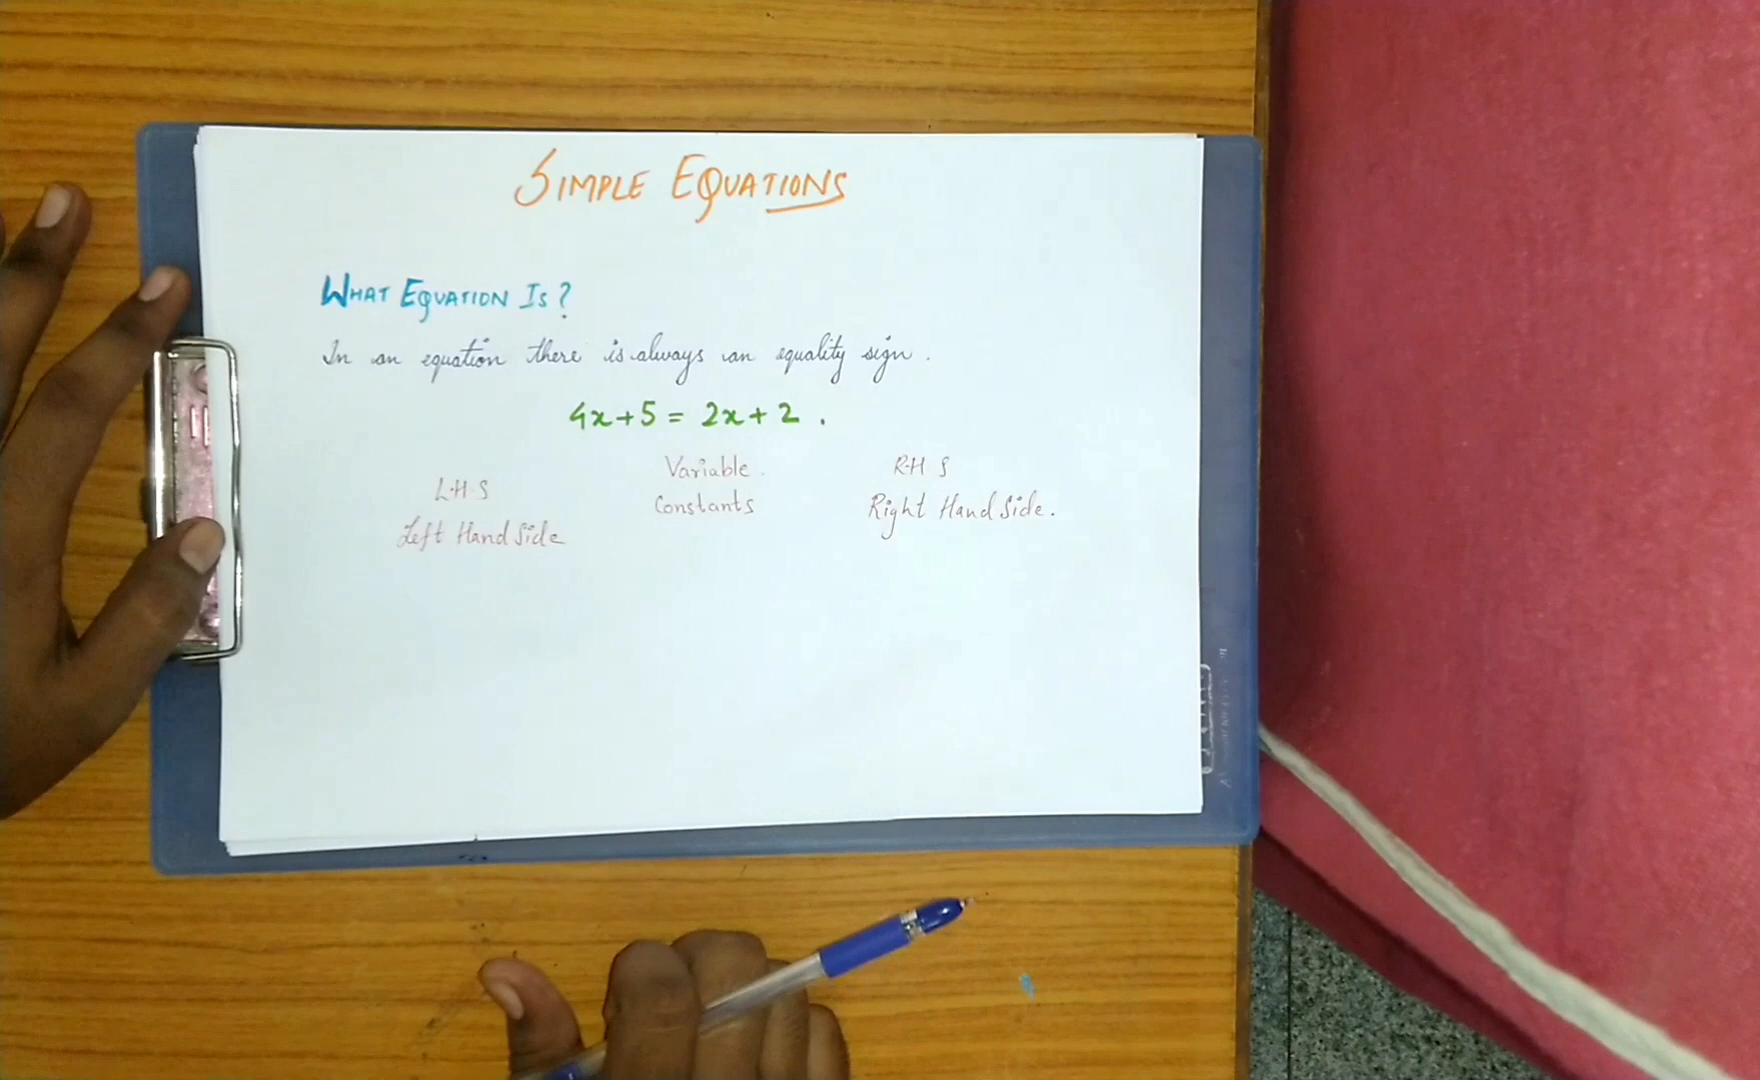 SIMPLE EQUATIONS
WHAT EQUATION IS?
In an equation there is always an equality sign.
4x+5 = 2x+2.
L.H.S
Left Hand Side
Variable.
Constants
R.H S
Right Hand Side.